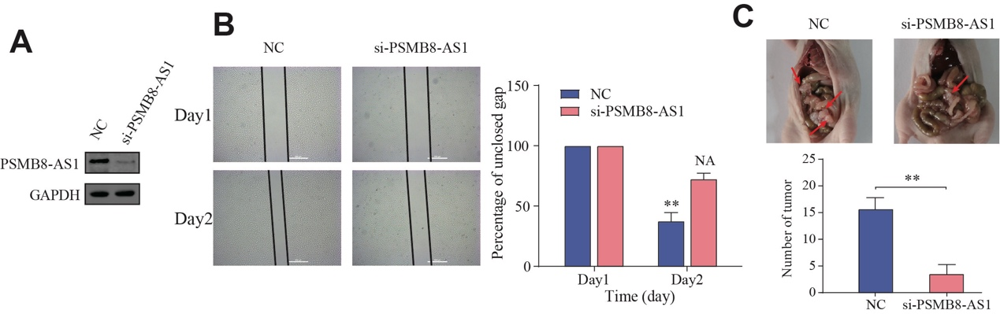 A
NC
si-PSMB8-AS1
PSMB8-AS1
GAPDH
B
NC
si-PSMB8-AS1
Day1
Day2
Percentage of unclosed gap
150
100
50
0
NC
si-PSMB8-AS1
**
NA
Day1
Day2
Time (day)
C
NC
si-PSMB8-AS1
Number of tumor
25
20
15
10
5
0
**
NC
si-PSMB8-AS1